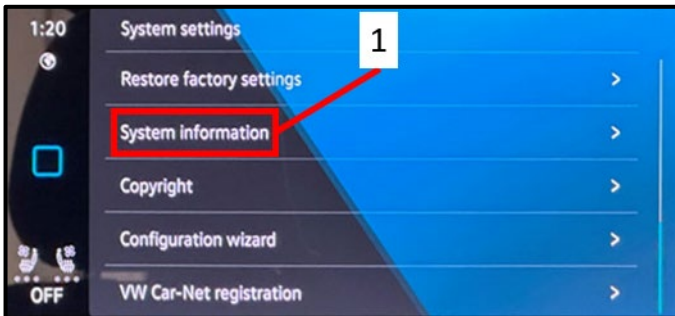 1:20
System settings
1
Restore factory settings
System information
Copyright
Configuration wizard
OFF
VW Car-Net registration